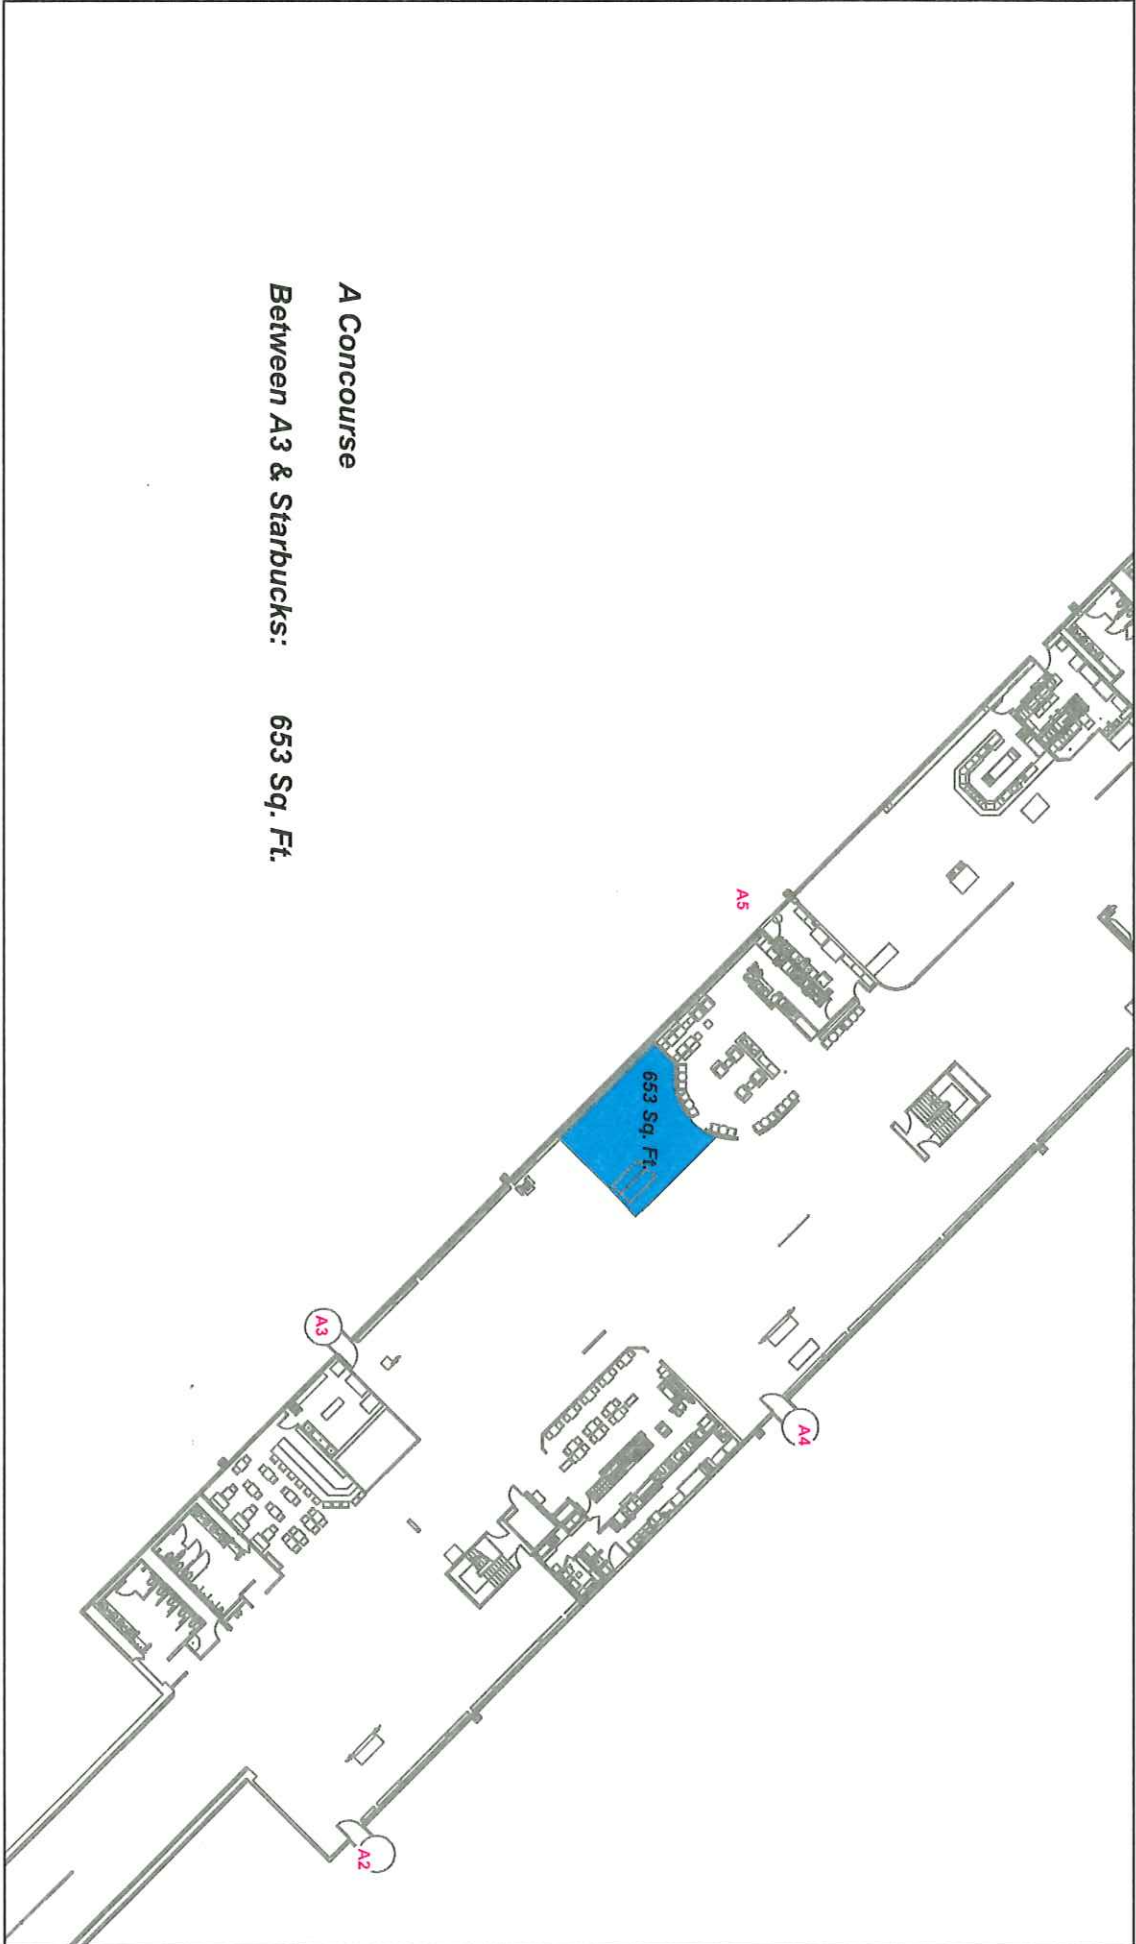 A Concourse
Between A3 & Starbucks: 653 Sq. Ft.
A5
653 Sq. Ft.
A3
A4
A2